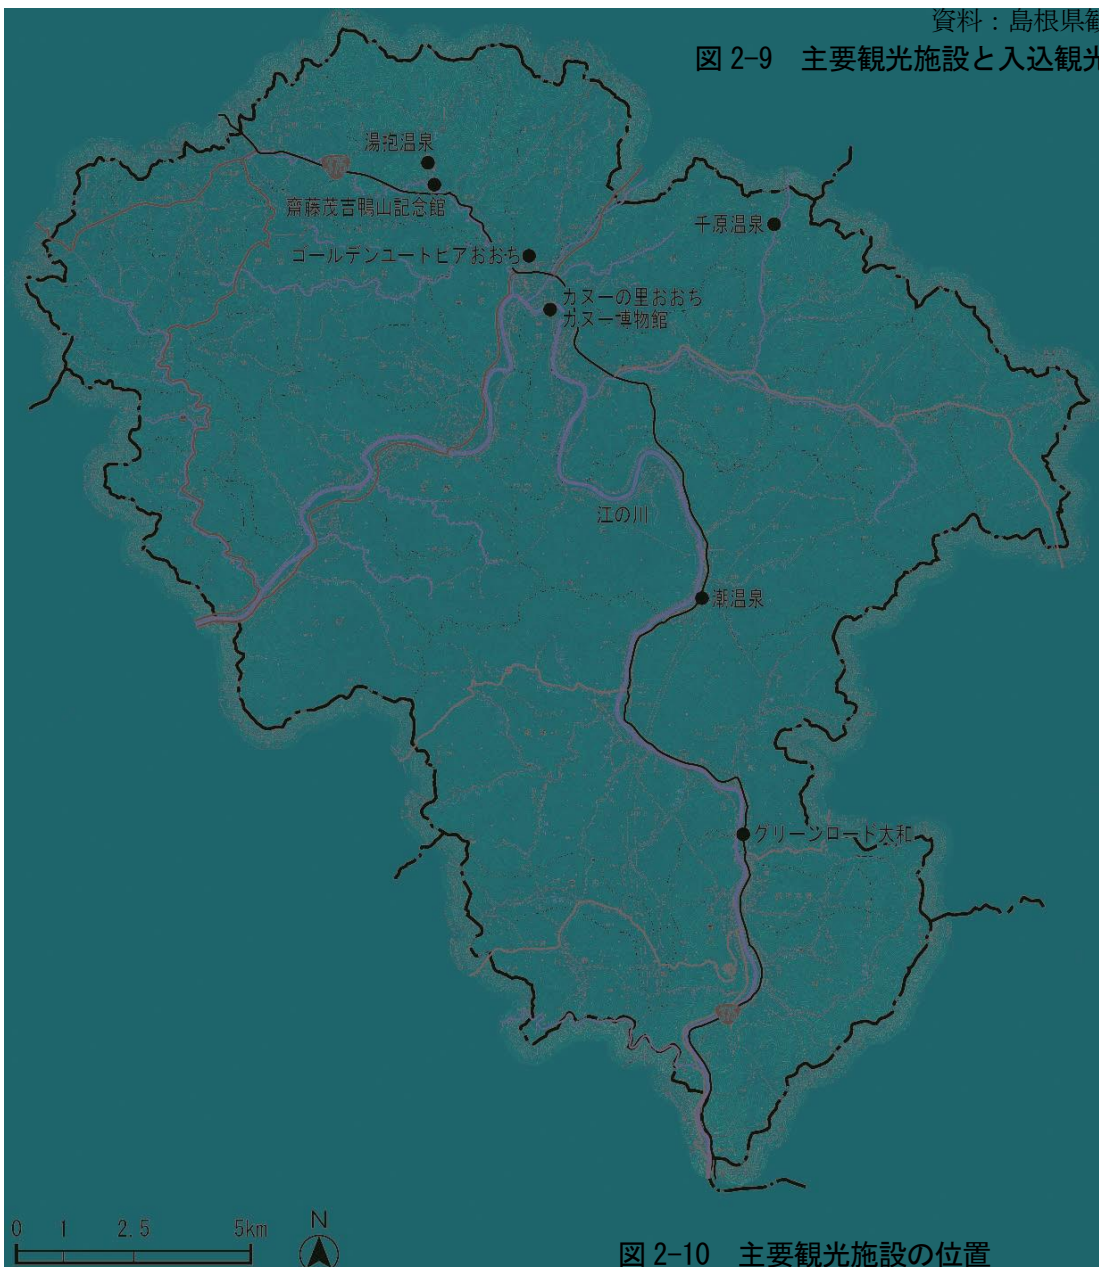 資料：島根県観
図 2-9　主要観光施設と入込観光
湯抱温泉
齋藤茂吉鴨山記念館
千原温泉
ゴールデンユートピアおおち
カヌーの里おおち
カヌー博物館
江の川
潮温泉
グリーンロード大和
0 1 2.5 5km
N
図 2-10　主要観光施設の位置